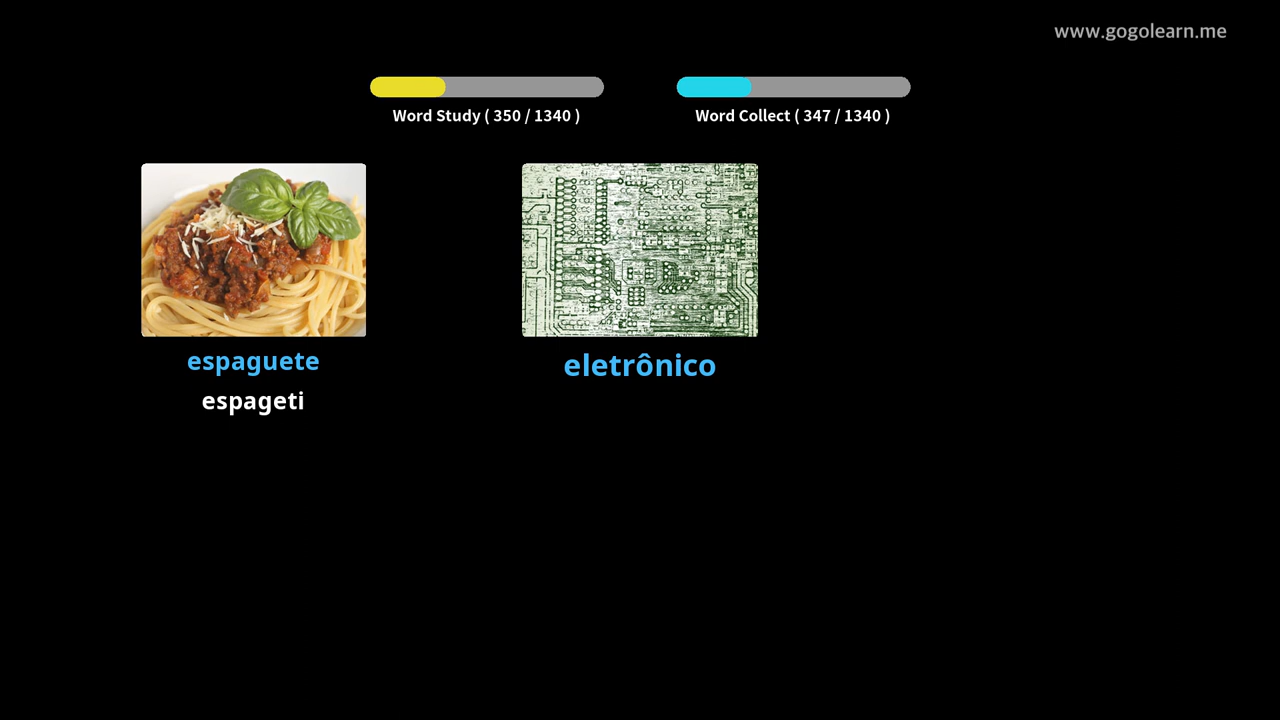 www.gogolearn.me
Word Study ( 350 / 1340 )
Word Collect ( 347 / 1340 )
espaguete
eletrônico
espageti